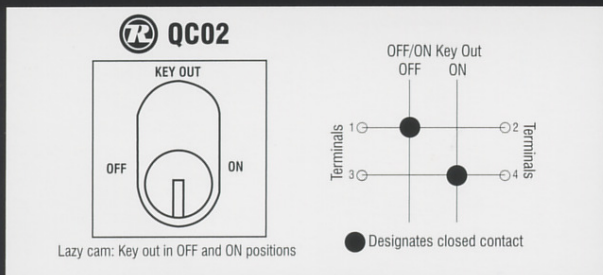 R QC02
KEY OUT
OFF ON
Lazy cam: Key out in OFF and ON positions
OFF/ON Key Out
OFF ON
Terminals
1 2
3 4
Terminals
Designates closed contact